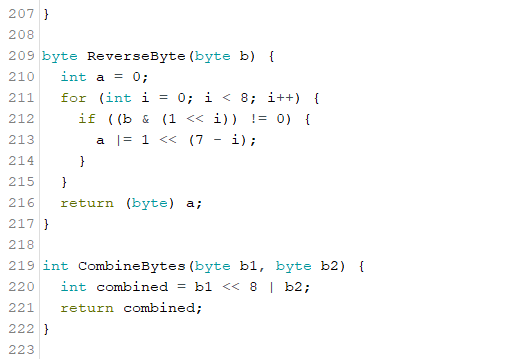 207 }
208
209 byte ReverseByte(byte b) {
210   int a = 0;
211   for (int i = 0; i < 8; i++) {
212     if ((b & (1 << i)) != 0) {
213       a |= 1 << (7 - i);
214     }
215   }
216   return (byte) a;
217 }
218
219 int CombineBytes(byte b1, byte b2) {
220   int combined = b1 << 8 | b2;
221   return combined;
222 }
223